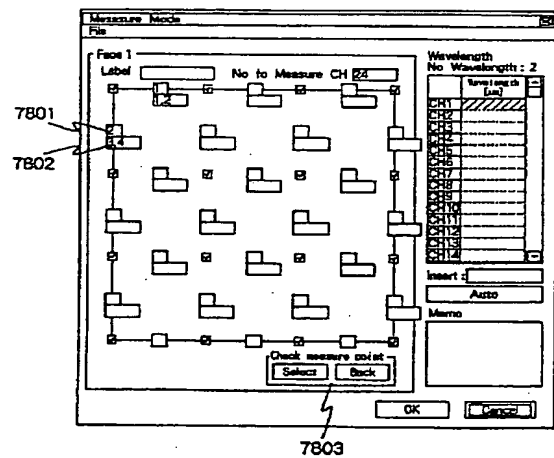 Measure Mode
File
Face 1
Label
No to Measure CH 24
1,2
2
3,4
Check measure point
Select
Back
Wavelength
No Wavelength : 2
Wavelength
[nm]
CH1
CH2
CH3
CH4
CH5
CH6
CH7
CH8
CH9
CH10
CH11
CH12
CH13
CH14
Insert :
Auto
Memo
OK
Cancel
7801
7802
7803